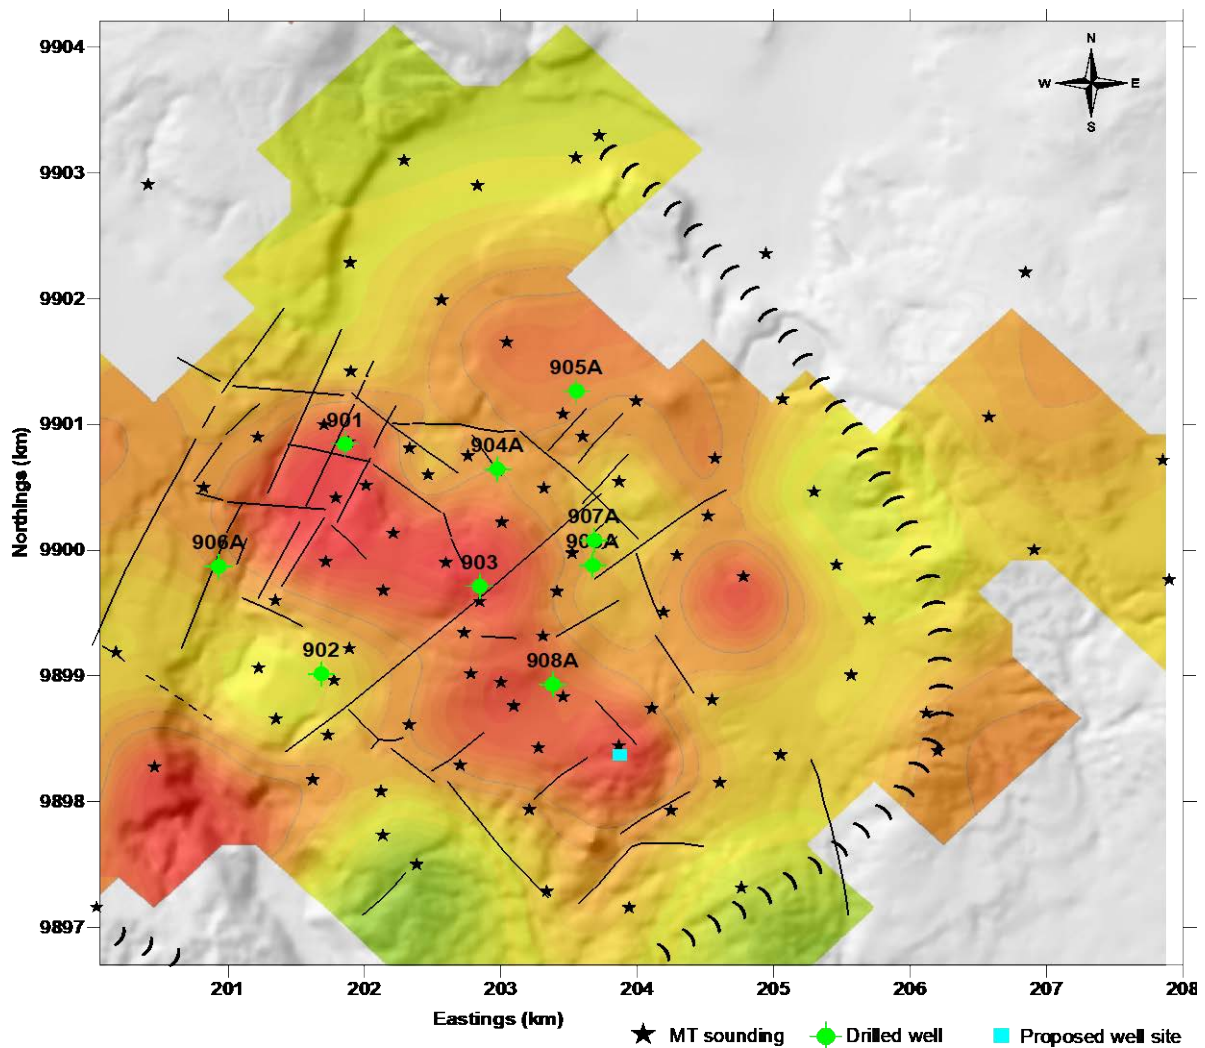 9904
N
W E
S
9903
9902
905A
9901
901
904A
907A
9900
906A
903
902
9899
908A
9898
9897
Northings (km)
201 202 203 204 205 206 207 208
Eastings (km)
MT sounding Drilled well Proposed well site